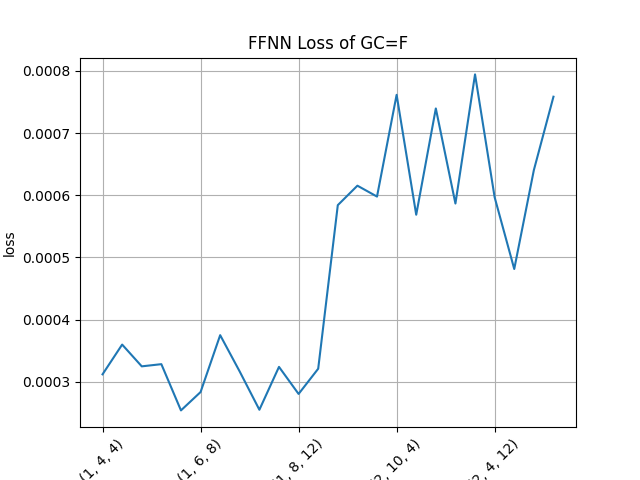 FFNN Loss of GC=F
0.0008
0.0007
0.0006
0.0005
0.0004
0.0003
loss
(1, 4, 4)
(1, 6, 8)
1, 8, 12)
2, 10, 4)
2, 4, 12)